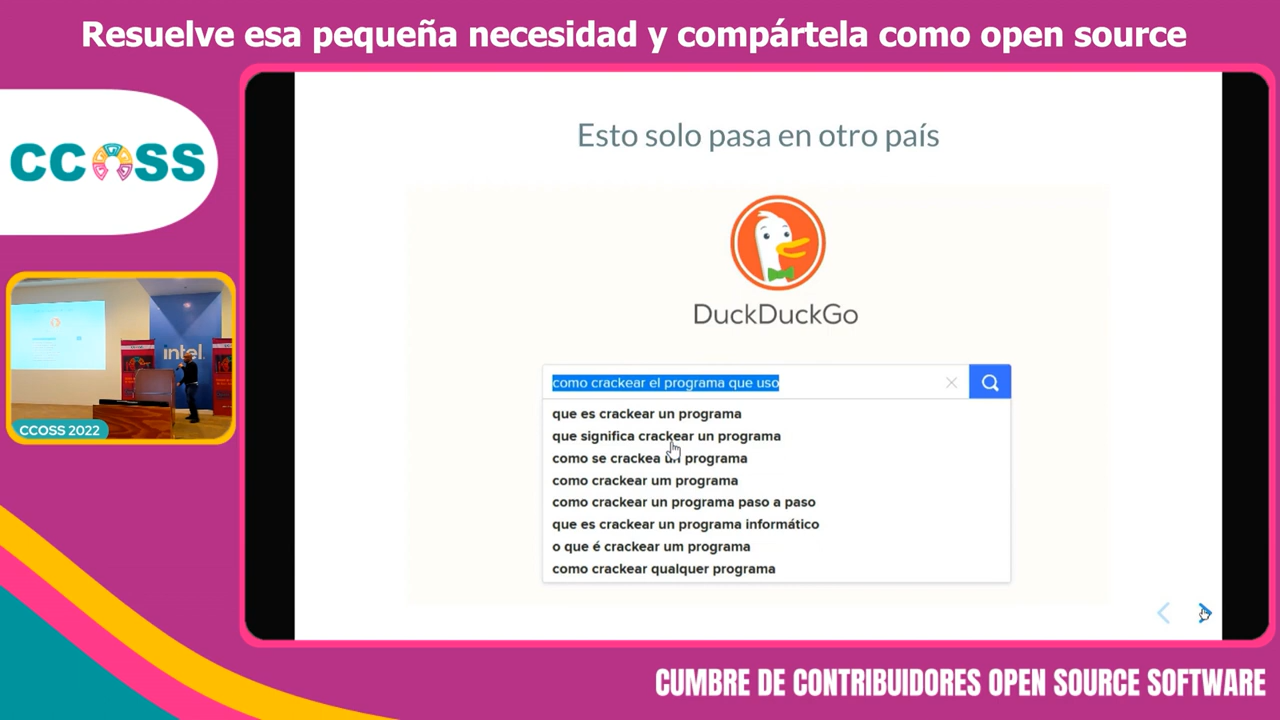 Resuelve esa pequeña necesidad y compártela como open source
CCOSS
Esto solo pasa en otro país
DuckDuckGo
como crackear el programa que uso
que es crackear un programa
que significa crackear un programa
como se crackea un programa
como crackear um programa
como crackear un programa paso a paso
que es crackear un programa informático
o que é crackear um programa
como crackear qualquer programa
intel.
CCOSS 2022
CUMBRE DE CONTRIBUIDORES OPEN SOURCE SOFTWARE